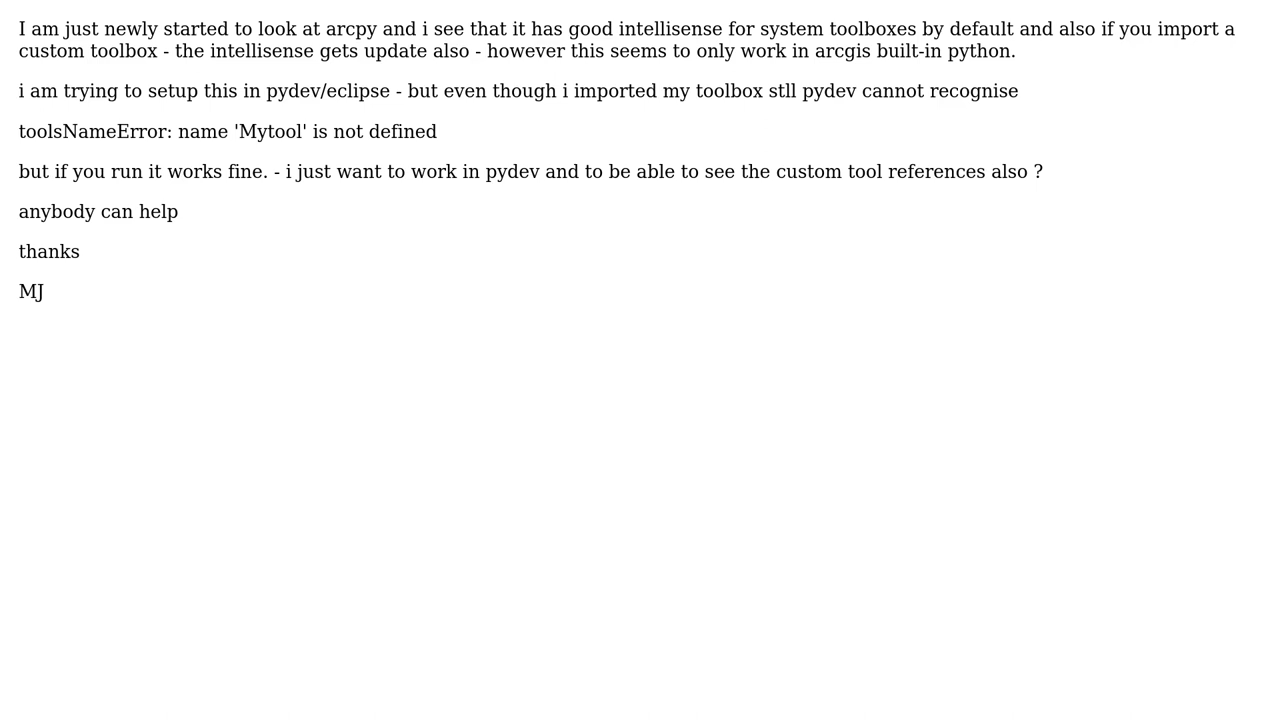 I am just newly started to look at arcpy and i see that it has good intellisense for system toolboxes by default and also if you import a
custom toolbox - the intellisense gets update also - however this seems to only work in arcgis built-in python.
i am trying to setup this in pydev/eclipse - but even though i imported my toolbox stll pydev cannot recognise
toolsNameError: name 'Mytool' is not defined
but if you run it works fine. - i just want to work in pydev and to be able to see the custom tool references also ?
anybody can help
thanks
MJ